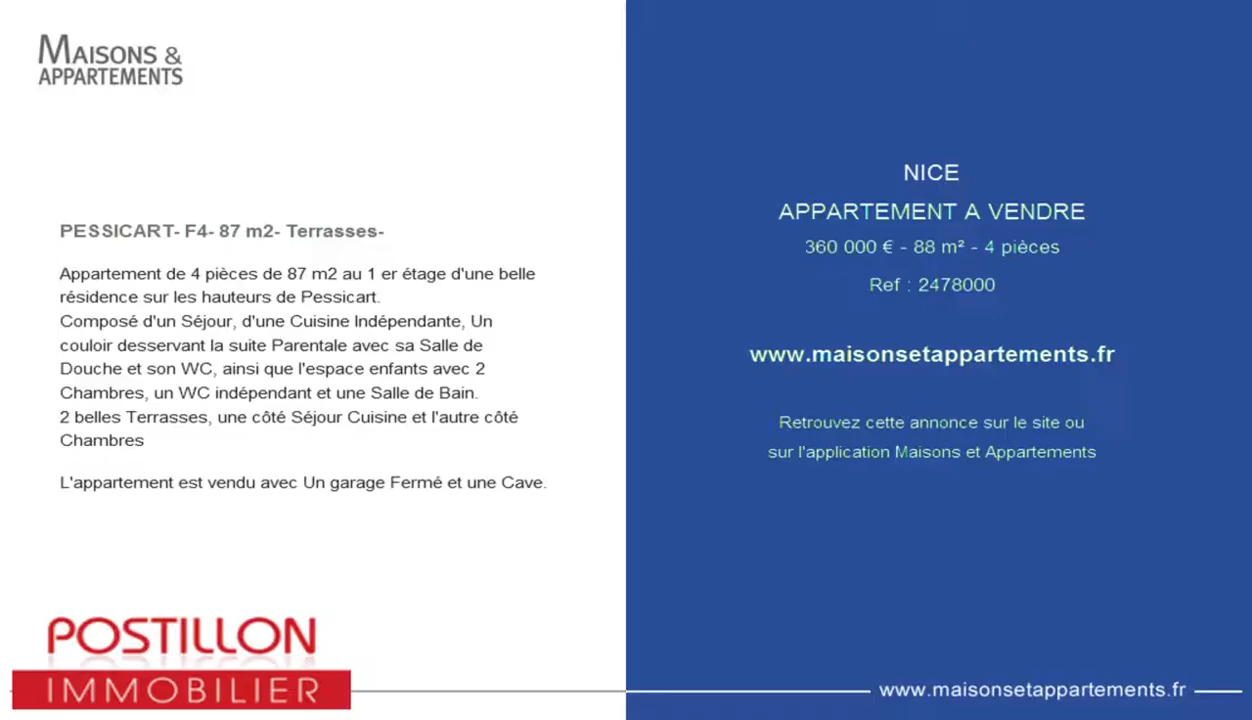 MAISONS &
APPARTEMENTS
PESSICART- F4- 87 m2- Terrasses-
Appartement de 4 pièces de 87 m2 au 1 er étage d'une belle
résidence sur les hauteurs de Pessicart.
Composé d'un Séjour, d'une Cuisine Indépendante, Un
couloir desservant la suite Parentale avec sa Salle de
Douche et son WC, ainsi que l'espace enfants avec 2
Chambres, un WC indépendant et une Salle de Bain.
2 belles Terrasses, une côté Séjour Cuisine et l'autre côté
Chambres
L'appartement est vendu avec Un garage Fermé et une Cave.
POSTILLON
IMMOBILIER
NICE
APPARTEMENT A VENDRE
360 000 € - 88 m² - 4 pièces
Ref : 2478000
www.maisonsetappartements.fr
Retrouvez cette annonce sur le site ou
sur l'application Maisons et Appartements
www.maisonsetappartements.fr